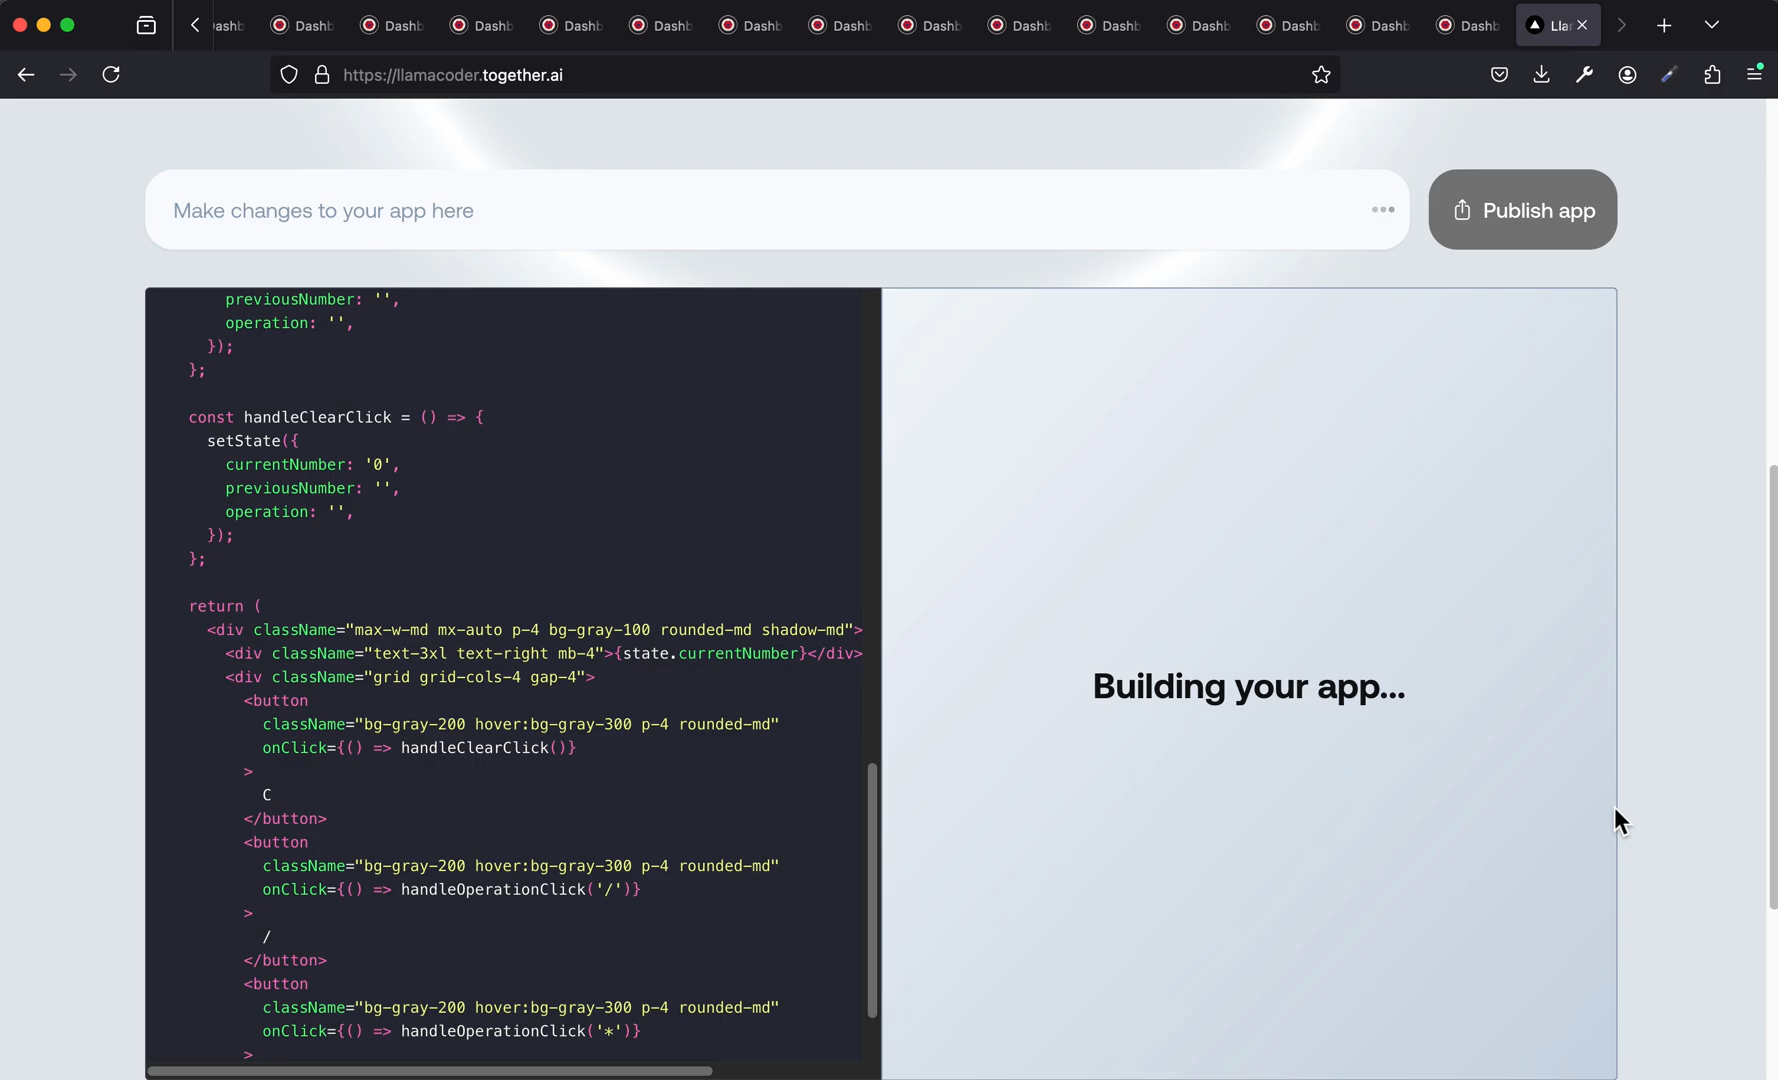 Dashb Dashb Dashb Dashb Dashb Dashb Dashb Dashb Dashb Dashb Dashb Dashb Dashb Dashb Llar
https://llamacoder.together.ai
Make changes to your app here
Publish app
previousNumber: '',
operation: '',
});
};
const handleClearClick = () => {
setState({
currentNumber: '0',
previousNumber: '',
operation: '',
});
};
return (
<div className="max-w-md mx-auto p-4 bg-gray-100 rounded-md shadow-md">
<div className="text-3xl text-right mb-4">{state.currentNumber}</div>
<div className="grid grid-cols-4 gap-4">
<button
className="bg-gray-200 hover:bg-gray-300 p-4 rounded-md"
onClick={() => handleClearClick()}
>
C
</button>
<button
className="bg-gray-200 hover:bg-gray-300 p-4 rounded-md"
onClick={() => handleOperationClick('/')}
>
/
</button>
<button
className="bg-gray-200 hover:bg-gray-300 p-4 rounded-md"
onClick={() => handleOperationClick('*')}
>
Building your app...